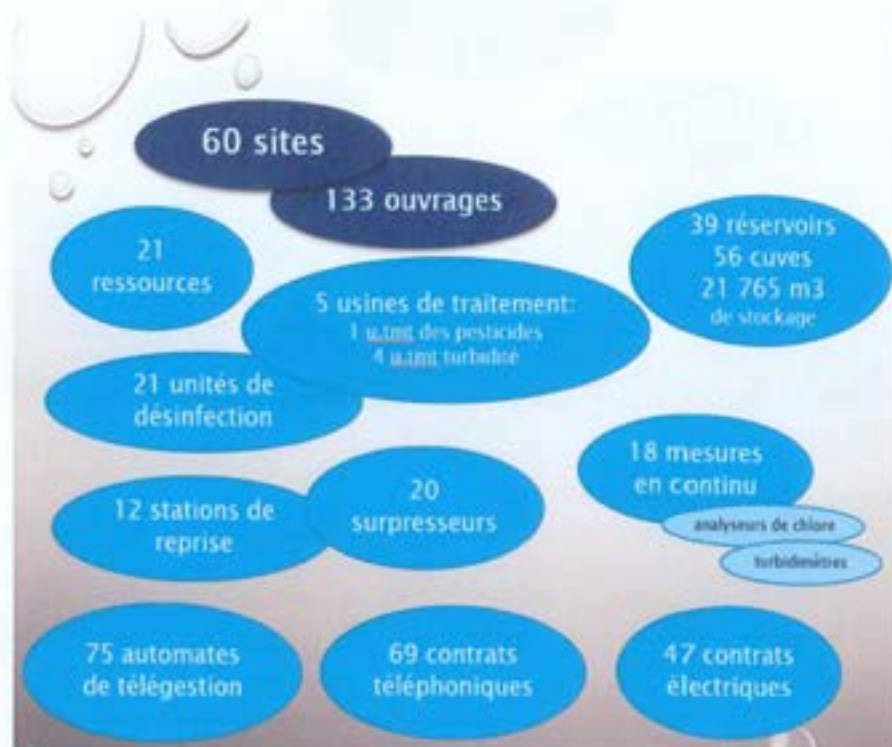 60 sites
133 ouvrages
21
ressources
39 réservoirs
56 cuves
21 765 m3
de stockage
5 usines de traitement:
1 u.tmt des pesticides
4 u.tmt turbidité
21 unités de
désinfection
18 mesures
en continu
analyseurs de chlore
turbidimètres
12 stations de
reprise
20
surpresseurs
75 automates
de télégestion
69 contrats
téléphoniques
47 contrats
électriques